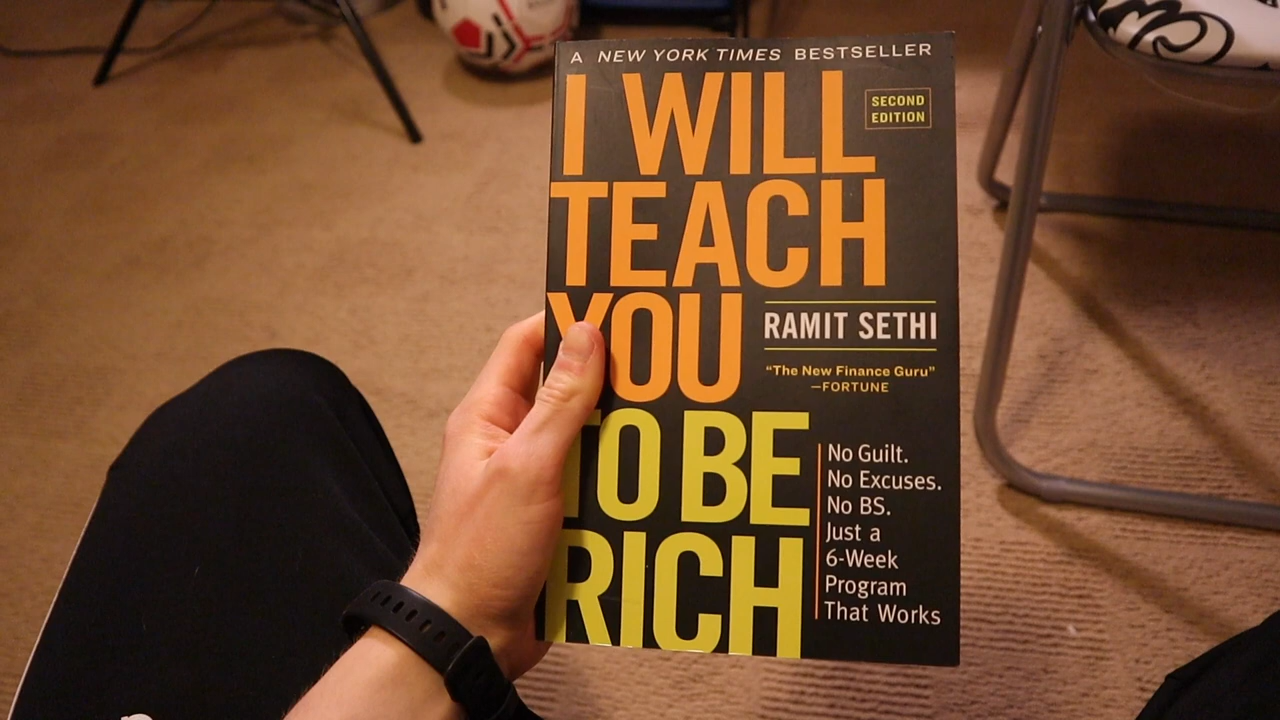 A NEW YORK TIMES BESTSELLER
I WILL
SECOND
EDITION
TEACH
YOU
RAMIT SETHI
"The New Finance Guru"
—FORTUNE
TO BE
RICH
No Guilt.
No Excuses.
No BS.
Just a
6-Week
Program
That Works